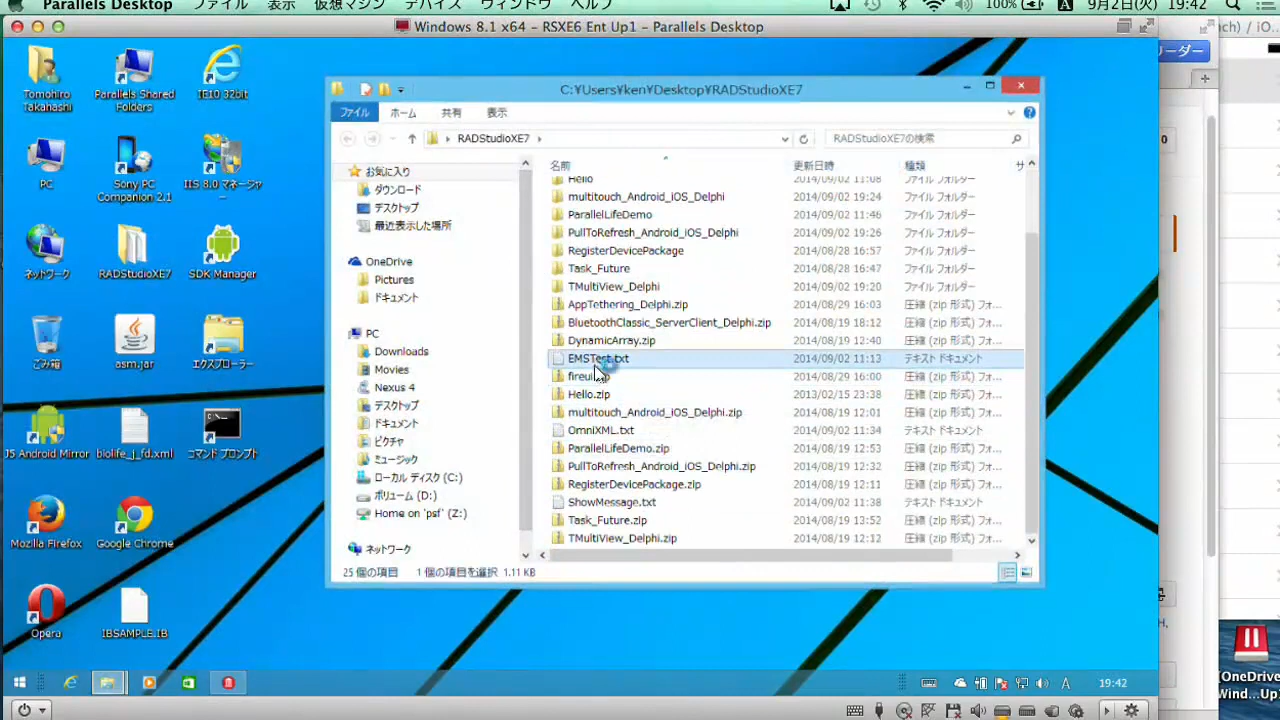 Parallels Desktop ファイル 表示 仮想マシン デバイス ウィンドウ ヘルプ 100% A 9月2日(火) 19:42
Windows 8.1 x64 - RSXE6 Ent Up1 - Parallels Desktop
Tomohiro Takahashi
Parallels Shared Folders
IE10 32bit
PC
Sony PC Companion 2.1
IIS 8.0 マネージャー
ネットワーク
RADStudioXE7
SDK Manager
ごみ箱
asm.jar
エクスプローラー
J5 Android Mirror
biolife_j_fd.xml
コマンド プロンプト
Mozilla Firefox
Google Chrome
Opera
IBSAMPLE.IB
C:¥Users¥ken¥Desktop¥RADStudioXE7
ファイル ホーム 共有 表示
RADStudioXE7
RADStudioXE7の検索
お気に入り
ダウンロード
デスクトップ
最近表示した場所
OneDrive
Pictures
ドキュメント
PC
Downloads
Movies
Nexus 4
デスクトップ
ドキュメント
ピクチャ
ミュージック
ローカル ディスク (C:)
ボリューム (D:)
Home on 'psf' (Z:)
ネットワーク
名前 更新日時 種類 サ
Hello 2014/09/02 11:08 ファイル フォルダー
multitouch_Android_iOS_Delphi 2014/09/02 19:24 ファイル フォルダー
ParallelLifeDemo 2014/09/02 11:46 ファイル フォルダー
PullToRefresh_Android_iOS_Delphi 2014/09/02 19:26 ファイル フォルダー
RegisterDevicePackage 2014/08/28 16:57 ファイル フォルダー
Task_Future 2014/08/28 16:47 ファイル フォルダー
TMultiView_Delphi 2014/09/02 19:20 ファイル フォルダー
AppTethering_Delphi.zip 2014/08/29 16:03 圧縮 (zip 形式) フォ...
BluetoothClassic_ServerClient_Delphi.zip 2014/08/19 18:12 圧縮 (zip 形式) フォ...
DynamicArray.zip 2014/08/19 12:40 圧縮 (zip 形式) フォ...
EMSTest.txt 2014/09/02 11:13 テキスト ドキュメント
2014/08/29 16:00 圧縮 (zip 形式) フォ...
Hello.zip 2013/02/15 23:38 圧縮 (zip 形式) フォ...
multitouch_Android_iOS_Delphi.zip 2014/08/19 12:01 圧縮 (zip 形式) フォ...
OmniXML.txt 2014/09/02 11:34 テキスト ドキュメント
ParallelLifeDemo.zip 2014/08/19 12:53 圧縮 (zip 形式) フォ...
PullToRefresh_Android_iOS_Delphi.zip 2014/08/19 12:32 圧縮 (zip 形式) フォ...
RegisterDevicePackage.zip 2014/08/19 12:11 圧縮 (zip 形式) フォ...
ShowMessage.txt 2014/09/02 11:38 テキスト ドキュメント
Task_Future.zip 2014/08/19 13:52 圧縮 (zip 形式) フォ...
TMultiView_Delphi.zip 2014/08/19 12:12 圧縮 (zip 形式) フォ...
25 個の項目 1 個の項目を選択 1.11 KB
A 19:42
ach) / iO...
リーダー
[OneDrive
Wind...Up1